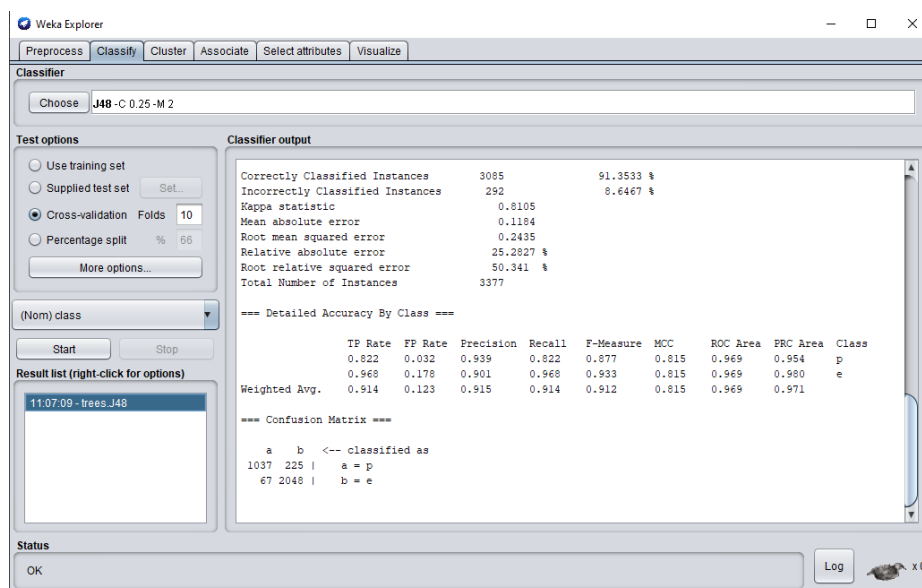 Weka Explorer
Preprocess Classify Cluster Associate Select attributes Visualize
Classifier
Choose J48 -C 0.25 -M 2
Test options
Use training set
Supplied test set Set...
Cross-validation Folds 10
Percentage split % 66
More options...
(Nom) class
Start Stop
Result list (right-click for options)
11:07:09 - trees.J48
Classifier output
Correctly Classified Instances 3085 91.3533 %
Incorrectly Classified Instances 292 8.6467 %
Kappa statistic 0.8105
Mean absolute error 0.1184
Root mean squared error 0.2435
Relative absolute error 25.2827 %
Root relative squared error 50.341 %
Total Number of Instances 3377
=== Detailed Accuracy By Class ===
TP Rate FP Rate Precision Recall F-Measure MCC ROC Area PRC Area Class
0.822 0.032 0.939 0.822 0.877 0.815 0.969 0.954 p
0.968 0.178 0.901 0.968 0.933 0.815 0.969 0.980 e
Weighted Avg. 0.914 0.123 0.915 0.914 0.912 0.815 0.969 0.971
=== Confusion Matrix ===
a b <-- classified as
1037 225 | a = p
67 2048 | b = e
Status
OK
Log